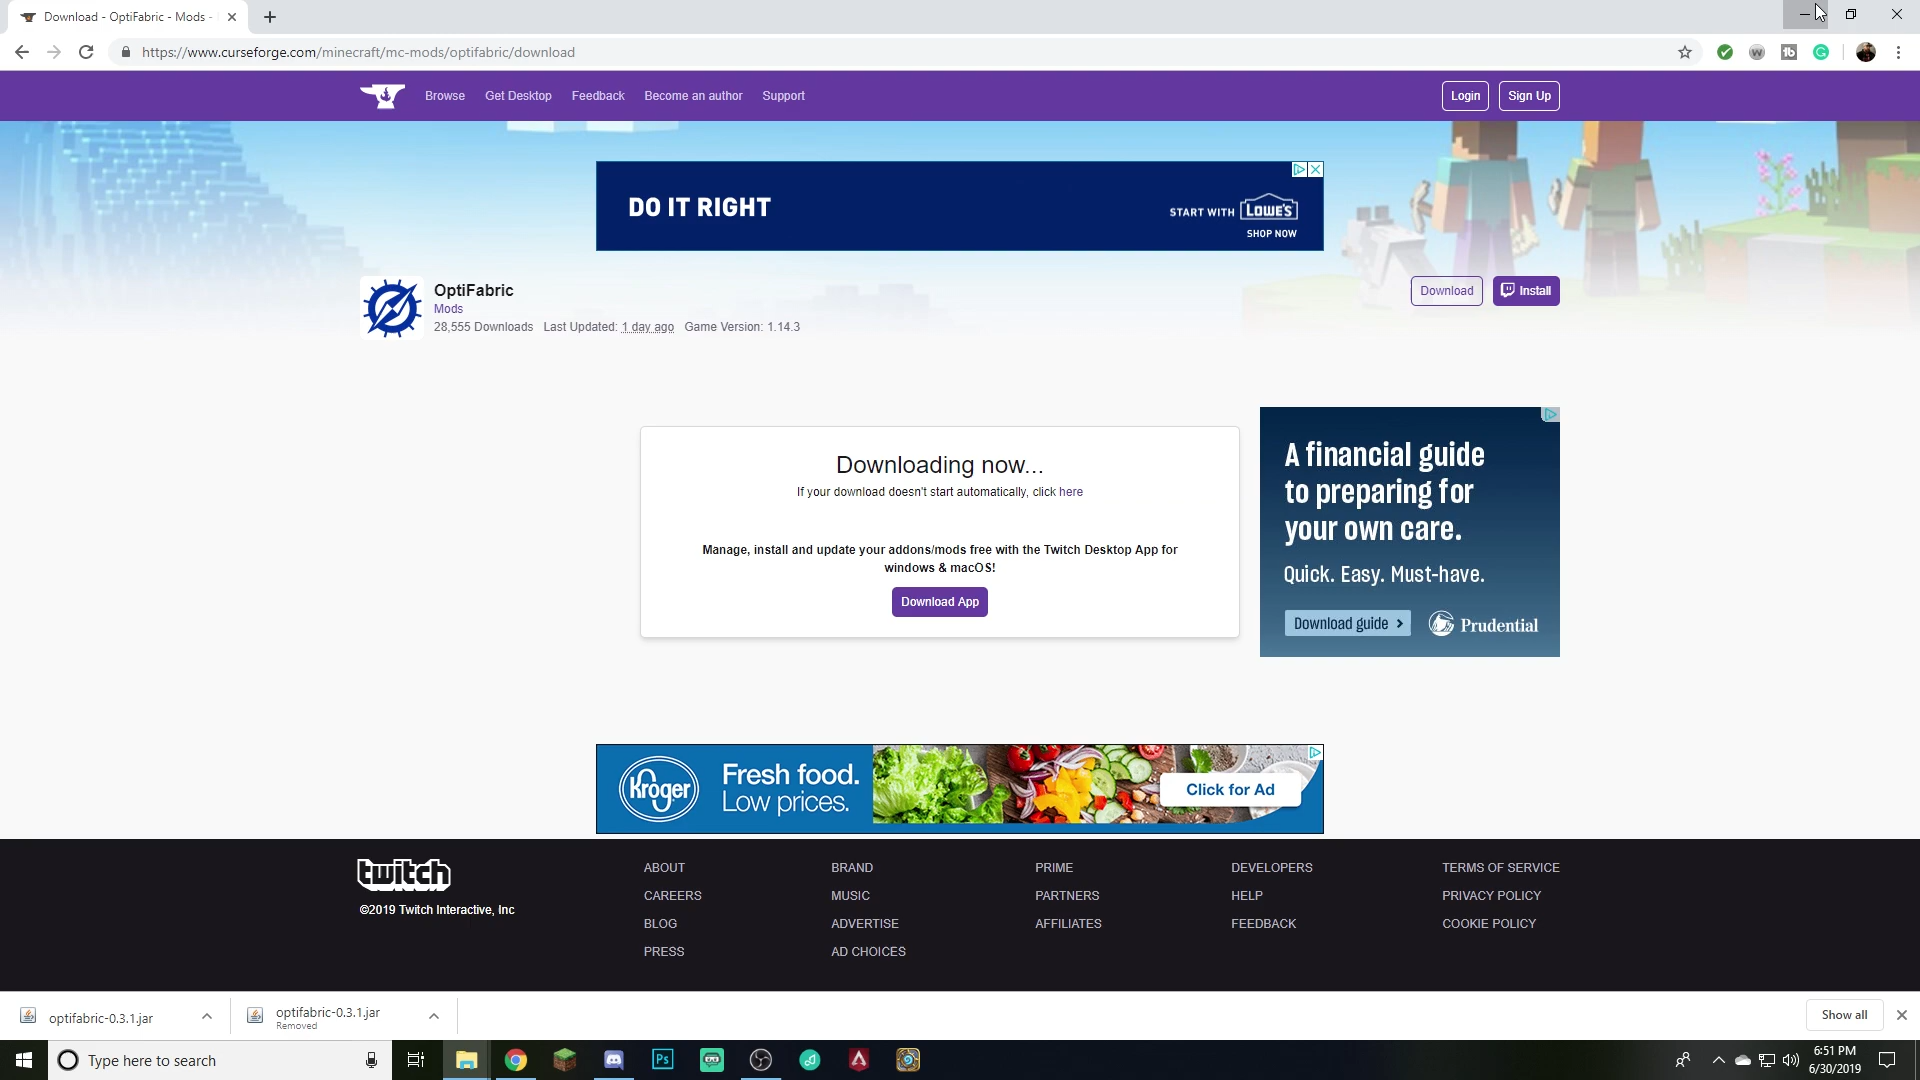 Download - OptiFabric - Mods -
https://www.curseforge.com/minecraft/mc-mods/optifabric/download
Browse
Get Desktop
Feedback
Become an author
Support
Login
Sign Up
DO IT RIGHT
START WITH LOWE'S
SHOP NOW
OptiFabric
Mods
28,555 Downloads Last Updated: 1 day ago Game Version: 1.14.3
Download
Install
Downloading now...
If your download doesn't start automatically, click here
Manage, install and update your addons/mods free with the Twitch Desktop App for
windows & macOS!
Download App
A financial guide
to preparing for
your own care.
Quick. Easy. Must-have.
Download guide >
Prudential
Kroger
Fresh food.
Low prices.
Click for Ad
twitch
©2019 Twitch Interactive, Inc
ABOUT
CAREERS
BLOG
PRESS
BRAND
MUSIC
ADVERTISE
AD CHOICES
PRIME
PARTNERS
AFFILIATES
DEVELOPERS
HELP
FEEDBACK
TERMS OF SERVICE
PRIVACY POLICY
COOKIE POLICY
optifabric-0.3.1.jar
optifabric-0.3.1.jar
Removed
Show all
Type here to search
Ps
6:51 PM
6/30/2019